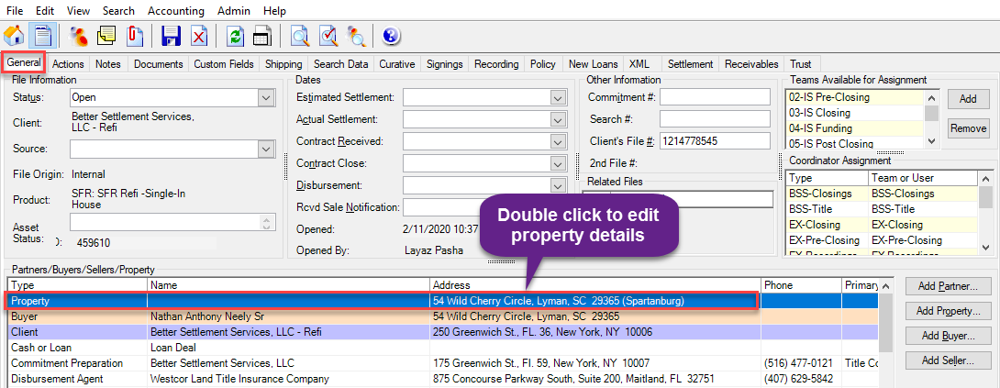 File Edit View Search Accounting Admin Help
General Actions Notes Documents Custom Fields Shipping Search Data Curative Signings Recording Policy New Loans XML Settlement Receivables Trust
File Information
Status: Open
Client: Better Settlement Services,
LLC - Refi
Source:
File Origin: Internal
Product: SFR: SFR Refi -Single-In
House
Asset
Status:
): 459610
Dates
Estimated Settlement:
Actual Settlement:
Contract Received:
Contract Close:
Disbursement:
Rcvd Sale Notification:
Opened: 2/11/2020 10:37
Opened By: Layaz Pasha
Other Information
Commitment #:
Search #:
Client's File #: 1214778545
2nd File #:
Related Files
Teams Available for Assignment
02-IS Pre-Closing
03-IS Closing
04-IS Funding
05-IS Post Closing
Add
Remove
Coordinator Assignment
Type Team or User
BSS-Closings BSS-Closings
BSS-Title BSS-Title
EX-Closing EX-Closing
EX-Pre-Closing EX-Pre-Closing
EX-Recordings EX-Recordings
Double click to edit
property details
Partners/Buyers/Sellers/Property
Type Name Address Phone Primary
Property 54 Wild Cherry Circle, Lyman, SC 29365 (Spartanburg)
Buyer Nathan Anthony Neely Sr 54 Wild Cherry Circle, Lyman, SC 29365
Client Better Settlement Services, LLC - Refi 250 Greenwich St., FL. 36, New York, NY 10006
Cash or Loan Loan Deal
Commitment Preparation Better Settlement Services, LLC 175 Greenwich St., Fl. 59, New York, NY 10007 (516) 477-0121 Title Co
Disbursement Agent Westcor Land Title Insurance Company 875 Concourse Parkway South, Suite 200, Maitland, FL 32751 (407) 629-5842
Add Partner...
Add Property...
Add Buyer...
Add Seller...